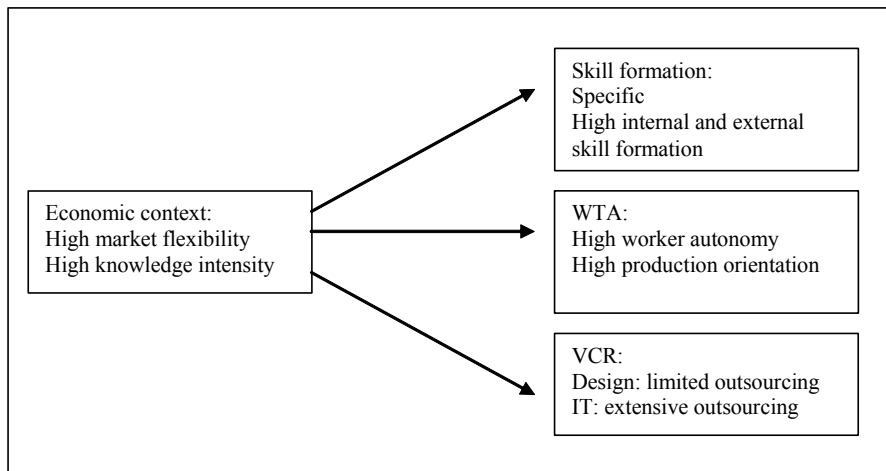 Economic context:
High market flexibility
High knowledge intensity
Skill formation:
Specific
High internal and external
skill formation
WTA:
High worker autonomy
High production orientation
VCR:
Design: limited outsourcing
IT: extensive outsourcing